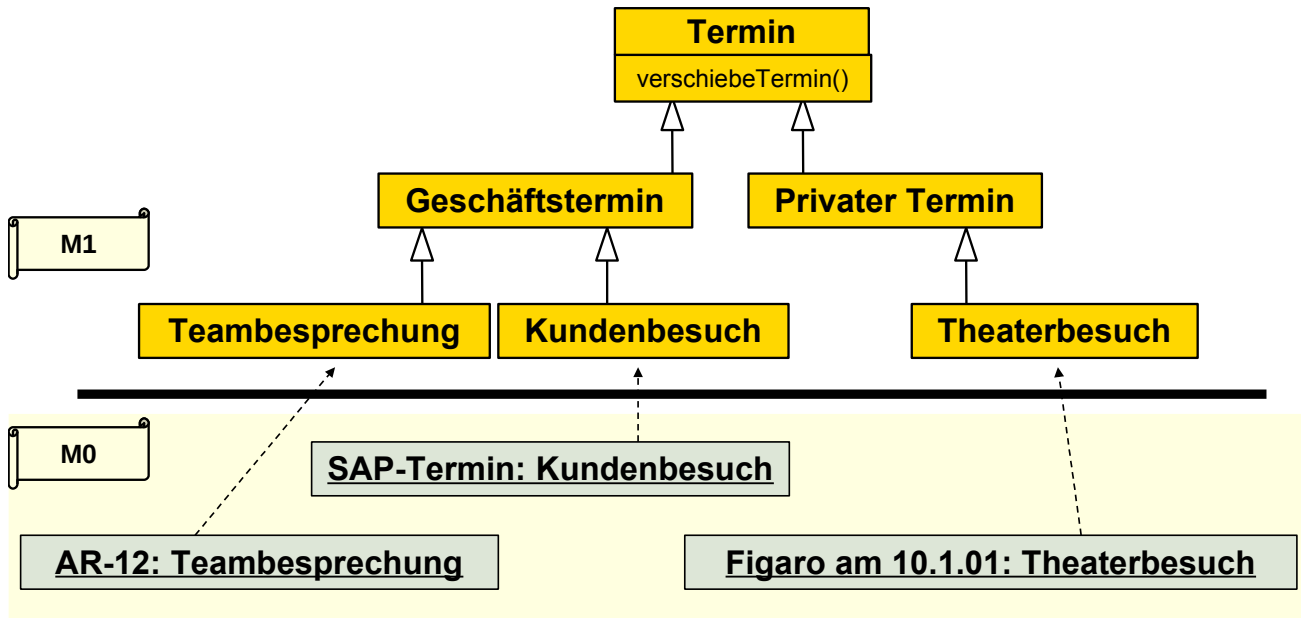 Termin
verschiebeTermin()
Geschäftstermin
Privater Termin
M1
Teambesprechung
Kundenbesuch
Theaterbesuch
M0
SAP-Termin: Kundenbesuch
AR-12: Teambesprechung
Figaro am 10.1.01: Theaterbesuch